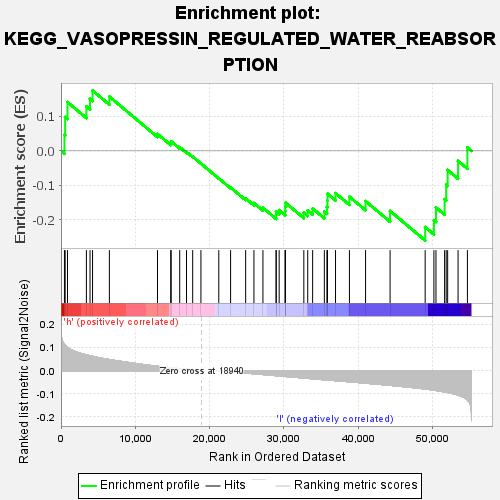 Enrichment plot:
KEGG_VASOPRESSIN_REGULATED_WATER_REABSOR
PTION
Enrichment score (ES)
0.1
0.0
-0.1
-0.2
'h' (positively correlated)
Ranked list metric (Signal2Noise)
0.2
0.1
0.0
-0.1
-0.2
Zero cross at 18940
'l' (negatively correlated)
0
10,000
20,000
30,000
40,000
50,000
Rank in Ordered Dataset
Enrichment profile
Hits
Ranking metric scores